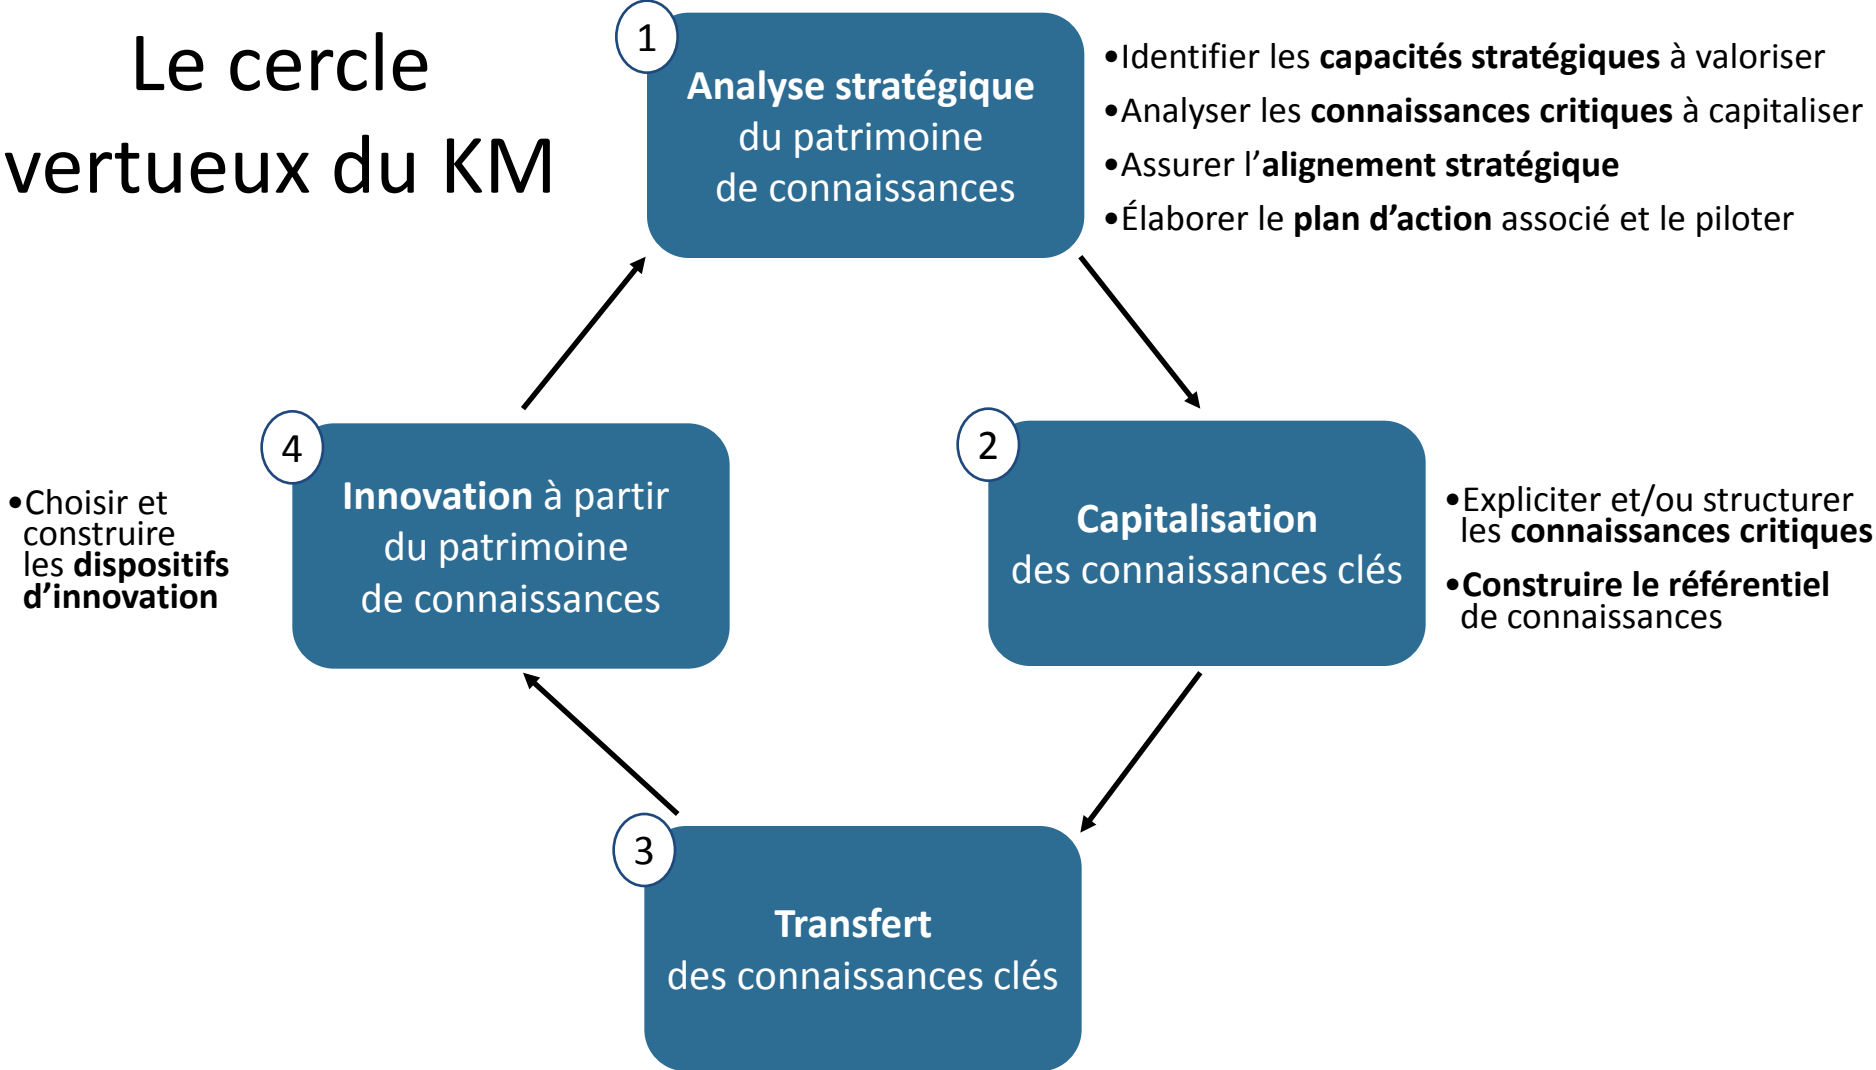 Le cercle
vertueux du KM
1
Analyse stratégique
du patrimoine
de connaissances
•Identifier les capacités stratégiques à valoriser
•Analyser les connaissances critiques à capitaliser
•Assurer l’alignement stratégique
•Élaborer le plan d’action associé et le piloter
2
Capitalisation
des connaissances clés
•Expliciter et/ou structurer
les connaissances critiques
•Construire le référentiel
de connaissances
3
Transfert
des connaissances clés
4
Innovation à partir
du patrimoine
de connaissances
•Choisir et
construire
les dispositifs
d’innovation